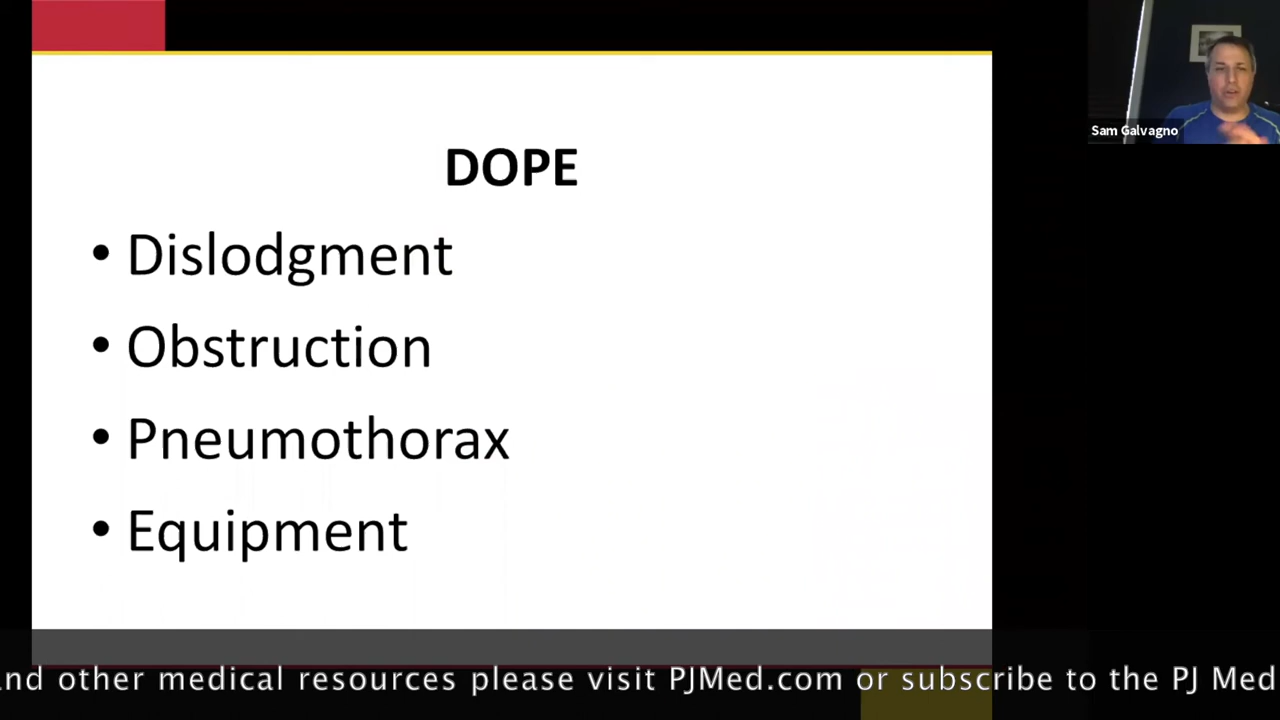 Sam Galvagno
DOPE
• Dislodgment
• Obstruction
• Pneumothorax
• Equipment
and other medical resources please visit PJMed.com or subscribe to the PJ Med